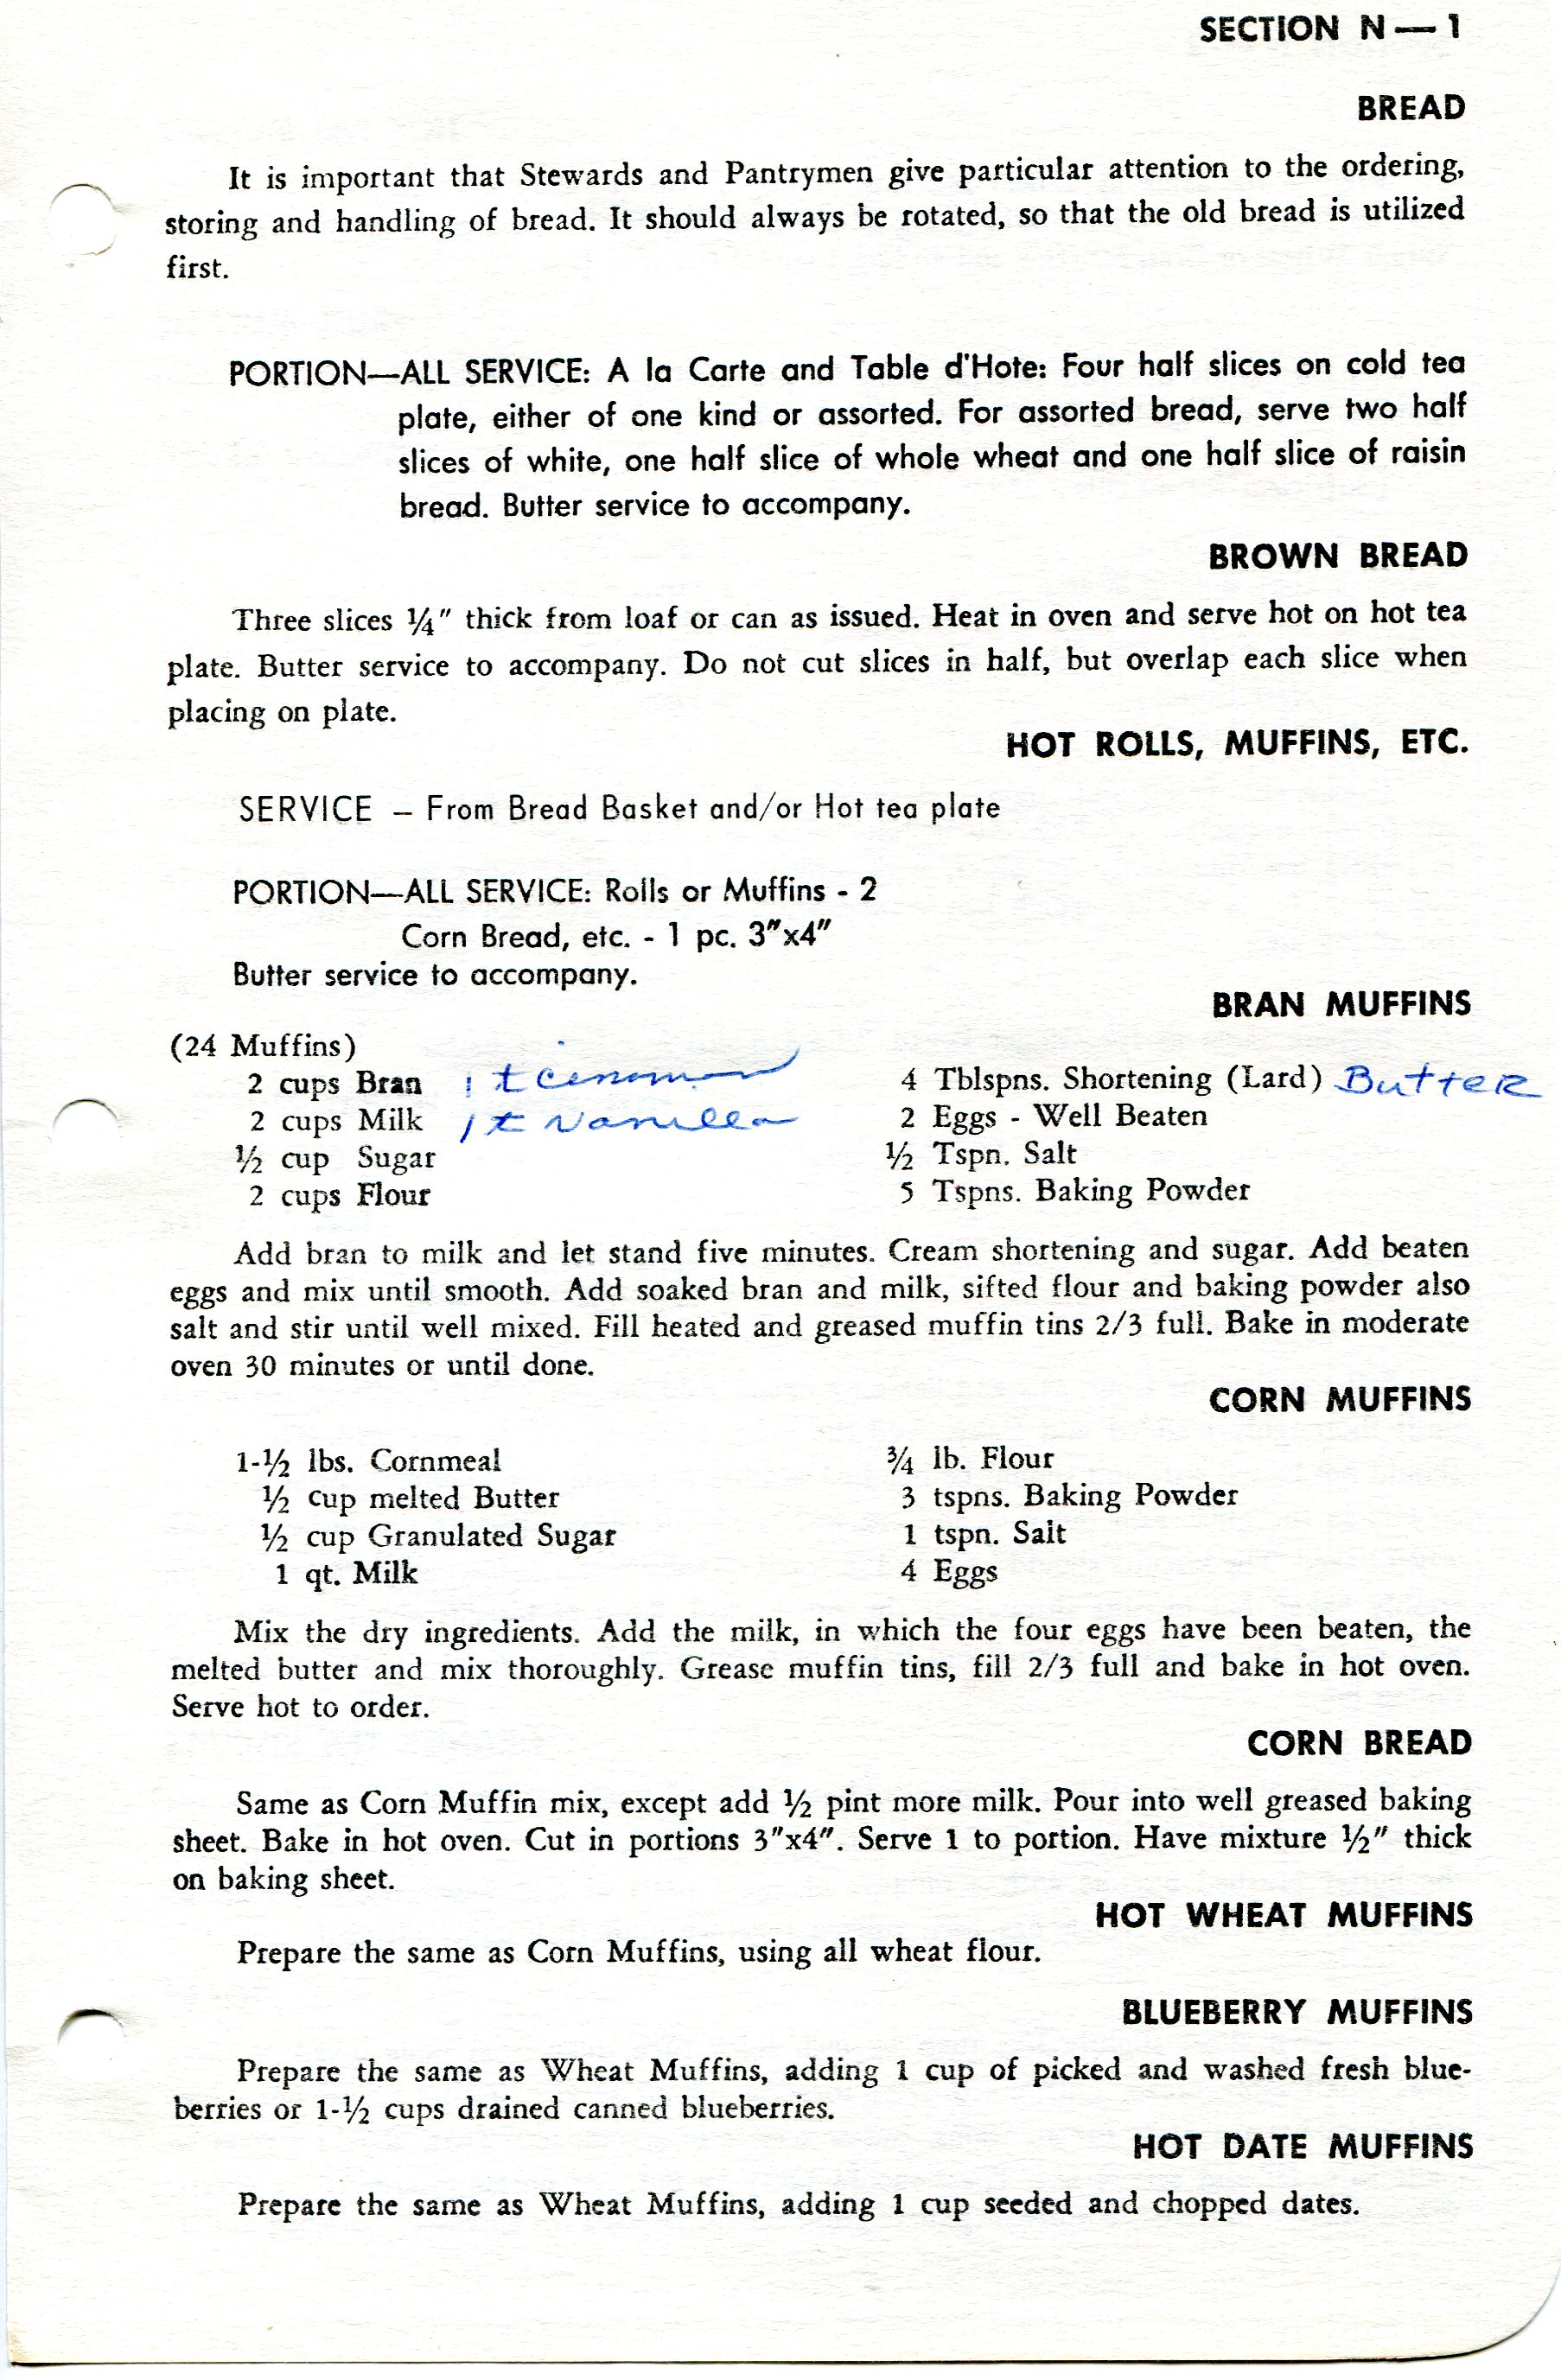 SECTION N—1
BREAD
It is important that Stewards and Pantrymen give particular attention to the ordering,
storing and handling of bread. It should always be rotated, so that the old bread is utilized
first.
PORTION—ALL SERVICE: A la Carte and Table d'Hote: Four half slices on cold tea
plate, either of one kind or assorted. For assorted bread, serve two half
slices of white, one half slice of whole wheat and one half slice of raisin
bread. Butter service to accompany.
BROWN BREAD
Three slices ¼" thick from loaf or can as issued. Heat in oven and serve hot on hot tea
plate. Butter service to accompany. Do not cut slices in half, but overlap each slice when
placing on plate.
HOT ROLLS, MUFFINS, ETC.
SERVICE – From Bread Basket and/or Hot tea plate
PORTION—ALL SERVICE: Rolls or Muffins - 2
Corn Bread, etc. - 1 pc. 3"x4"
Butter service to accompany.
BRAN MUFFINS
(24 Muffins)
2 cups Bran 1 t Cinnamon
2 cups Milk 1 t Vanilla
½ cup Sugar
2 cups Flour
4 Tblspns. Shortening (Lard) Butter
2 Eggs - Well Beaten
½ Tspn. Salt
5 Tspns. Baking Powder
Add bran to milk and let stand five minutes. Cream shortening and sugar. Add beaten
eggs and mix until smooth. Add soaked bran and milk, sifted flour and baking powder also
salt and stir until well mixed. Fill heated and greased muffin tins 2/3 full. Bake in moderate
oven 30 minutes or until done.
CORN MUFFINS
1-½ lbs. Cornmeal
½ cup melted Butter
½ cup Granulated Sugar
1 qt. Milk
¾ lb. Flour
3 tspns. Baking Powder
1 tspn. Salt
4 Eggs
Mix the dry ingredients. Add the milk, in which the four eggs have been beaten, the
melted butter and mix thoroughly. Grease muffin tins, fill 2/3 full and bake in hot oven.
Serve hot to order.
CORN BREAD
Same as Corn Muffin mix, except add ½ pint more milk. Pour into well greased baking
sheet. Bake in hot oven. Cut in portions 3"x4". Serve 1 to portion. Have mixture ½" thick
on baking sheet.
HOT WHEAT MUFFINS
Prepare the same as Corn Muffins, using all wheat flour.
BLUEBERRY MUFFINS
Prepare the same as Wheat Muffins, adding 1 cup of picked and washed fresh blue-
berries or 1-½ cups drained canned blueberries.
HOT DATE MUFFINS
Prepare the same as Wheat Muffins, adding 1 cup seeded and chopped dates.